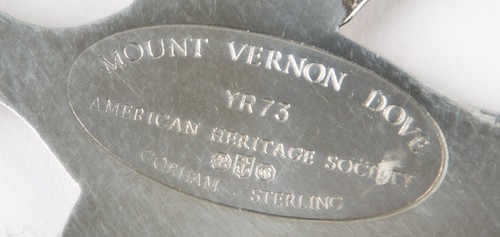 MOUNT VERNON DOVE
YR73
AMERICAN HERITAGE SOCIETY
GORHAM STERLING